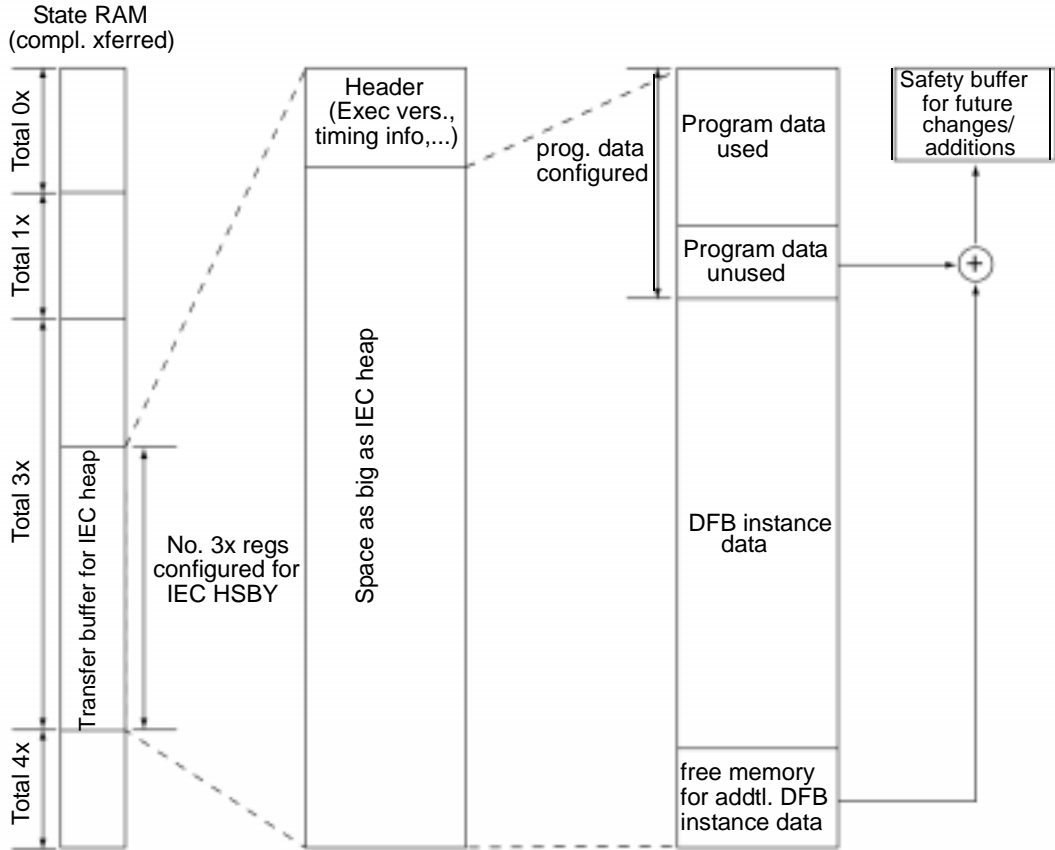 State RAM
(compl. xferred)
Total 0x
Total 1x
Total 3x
Total 4x
Transfer buffer for IEC heap
No. 3x regs
configured for
IEC HSBY
Header
(Exec vers.,
timing info,...)
Space as big as IEC heap
prog. data
configured
Program data
used
Program data
unused
DFB instance
data
free memory
for addtl. DFB
instance data
Safety buffer
for future
changes/
additions
+